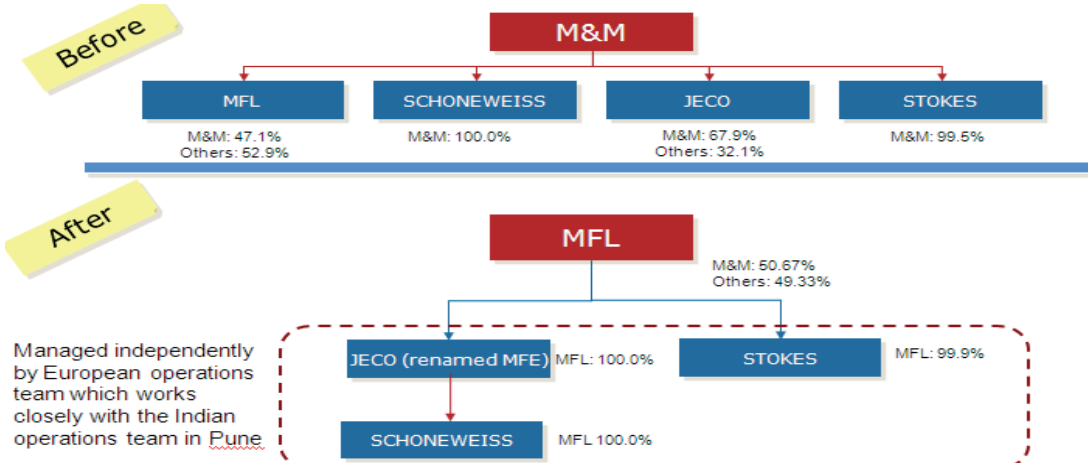 Before
M&M
MFL
SCHONEWEISS
JECO
STOKES
M&M: 47.1%
Others: 52.9%
M&M: 100.0%
M&M: 67.9%
Others: 32.1%
M&M: 99.5%
After
MFL
M&M: 50.67%
Others: 49.33%
Managed independently
by European operations
team which works
closely with the Indian
operations team in Pune
JECO (renamed MFE)
MFL: 100.0%
STOKES
MFL: 99.9%
SCHONEWEISS
MFL 100.0%